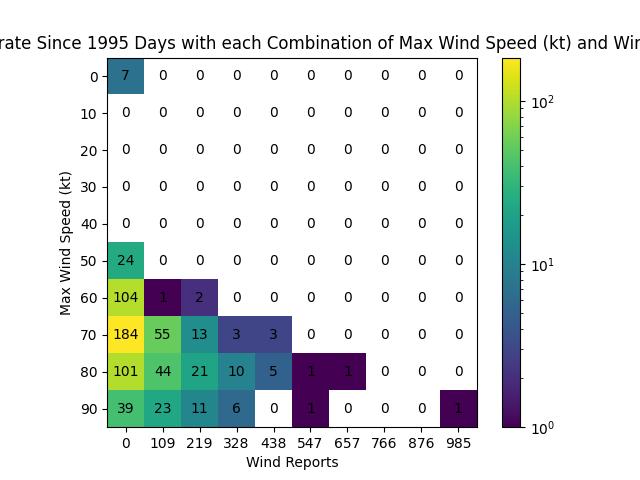 rate Since 1995 Days with each Combination of Max Wind Speed (kt) and
0 7 0 0 0 0 0 0 0 0 0
10 0 0 0 0 0 0 0 0 0 0
20 0 0 0 0 0 0 0 0 0 0
30 0 0 0 0 0 0 0 0 0 0
40 0 0 0 0 0 0 0 0 0 0
50 24 0 0 0 0 0 0 0 0 0
60 104 1 2 0 0 0 0 0 0 0
70 184 55 13 3 3 0 0 0 0 0
80 101 44 21 10 5 1 1 0 0 0
90 39 23 11 6 0 1 0 0 0 1
0 109 219 328 438 547 657 766 876 985
Wind Reports
Max Wind Speed (kt)
10²
10¹
10⁰